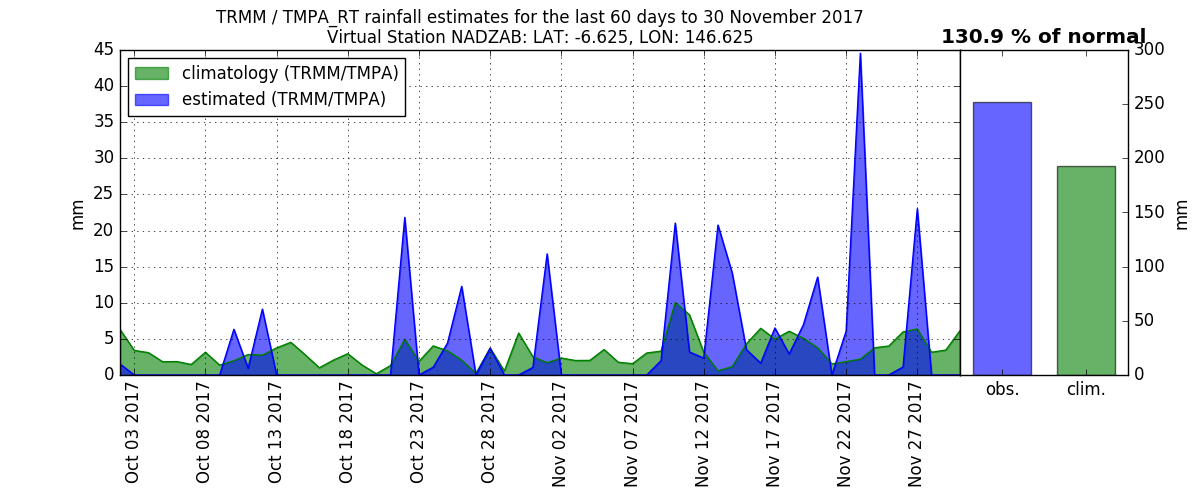 TRMM / TMPA_RT rainfall estimates for the last 60 days to 30 November 2017
Virtual Station NADZAB: LAT: -6.625, LON: 146.625
130.9 % of normal
climatology (TRMM/TMPA)
estimated (TRMM/TMPA)
mm
45
40
35
30
25
20
15
10
5
0
Oct 03 2017
Oct 08 2017
Oct 13 2017
Oct 18 2017
Oct 23 2017
Oct 28 2017
Nov 02 2017
Nov 07 2017
Nov 12 2017
Nov 17 2017
Nov 22 2017
Nov 27 2017
obs.
clim.
300
250
200
150
100
50
0
mm